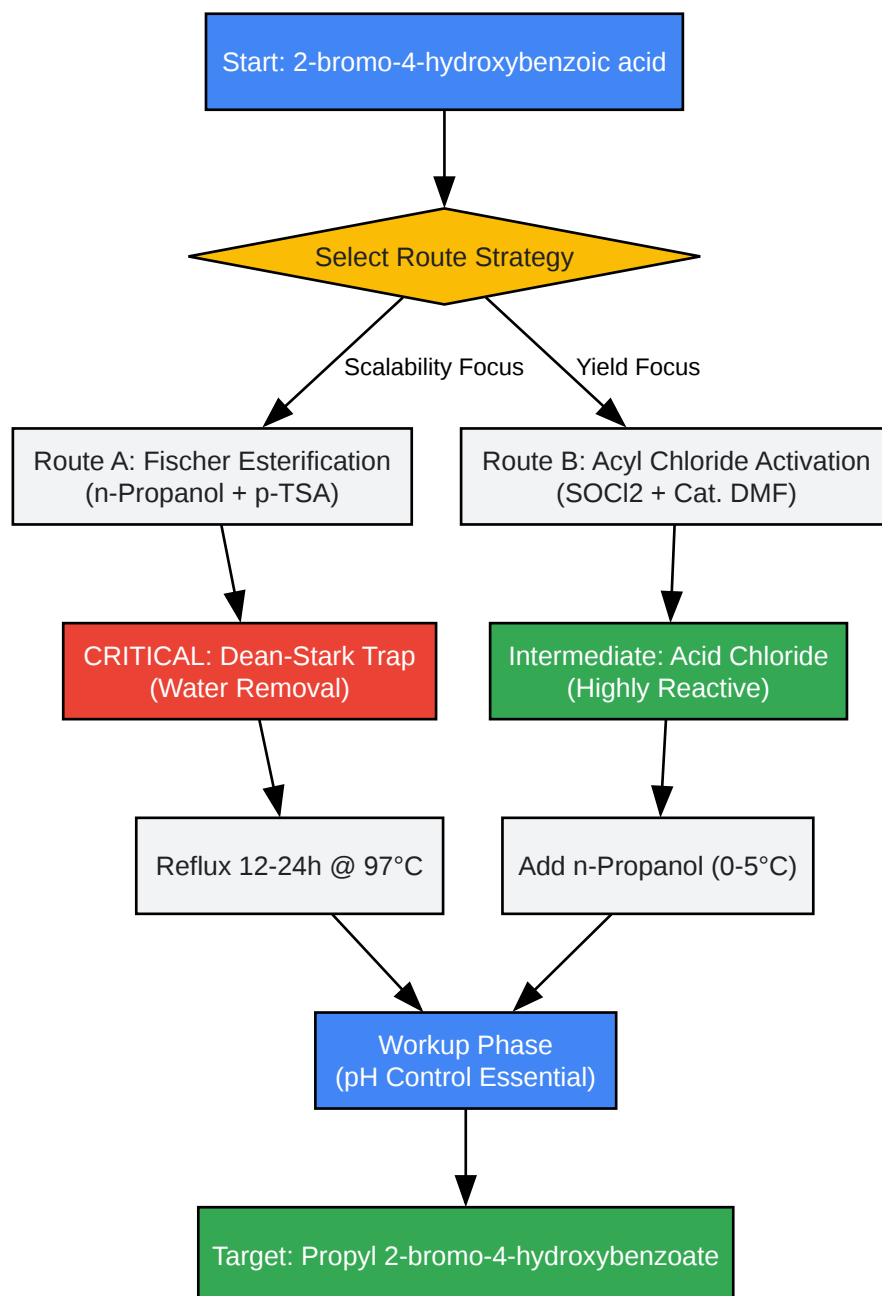 Start: 2-bromo-4-hydroxybenzoic acid
Select Route Strategy
Scalability Focus
Yield Focus
Route A: Fischer Esterification
(n-Propanol + p-TSA)
Route B: Acyl Chloride Activation
(SOCl2 + Cat. DMF)
CRITICAL: Dean-Stark Trap
(Water Removal)
Intermediate: Acid Chloride
(Highly Reactive)
Reflux 12-24h @ 97°C
Add n-Propanol (0-5°C)
Workup Phase
(pH Control Essential)
Target: Propyl 2-bromo-4-hydroxybenzoate